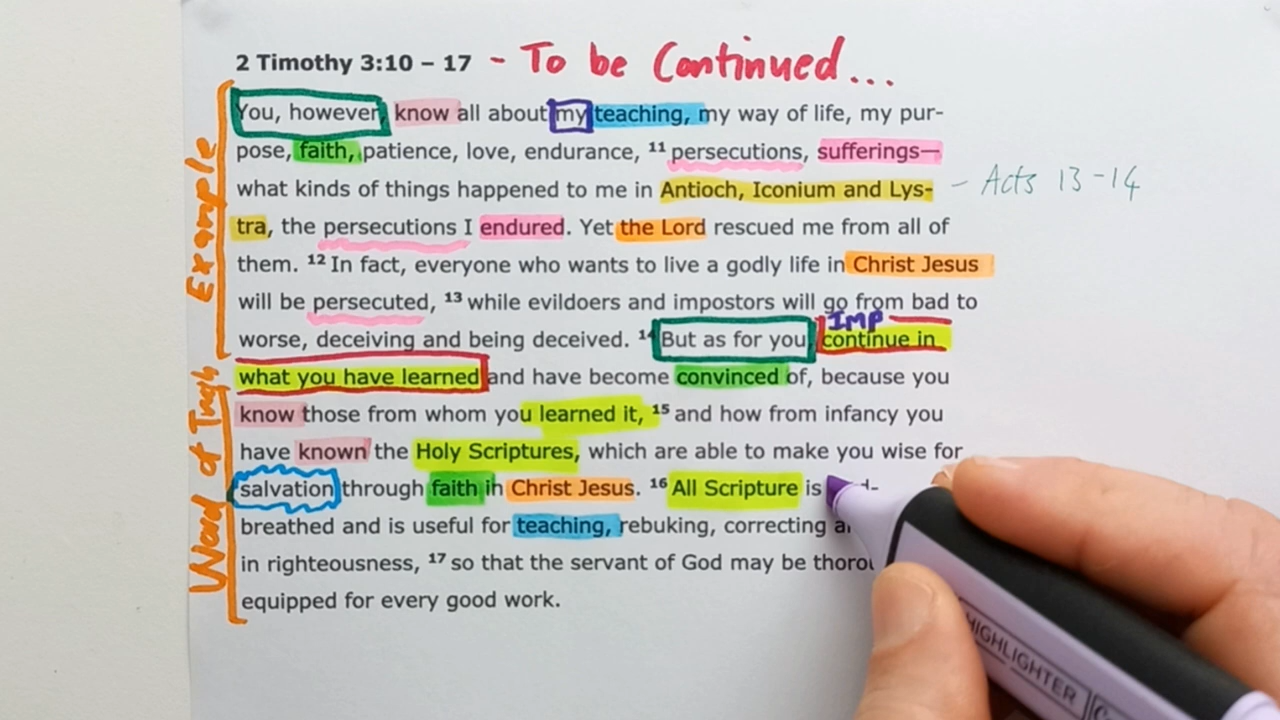 2 Timothy 3:10 – 17 - To be Continued...
You, however, know all about my teaching, my way of life, my pur-
pose, faith, patience, love, endurance, 11 persecutions, sufferings—
what kinds of things happened to me in Antioch, Iconium and Lys- - Acts 13-14
tra, the persecutions I endured. Yet the Lord rescued me from all of
them. 12 In fact, everyone who wants to live a godly life in Christ Jesus
will be persecuted, 13 while evildoers and impostors will go from bad to
IMP
worse, deceiving and being deceived. 14 But as for you, continue in
what you have learned and have become convinced of, because you
know those from whom you learned it, 15 and how from infancy you
have known the Holy Scriptures, which are able to make you wise for
salvation through faith in Christ Jesus. 16 All Scripture is d-
breathed and is useful for teaching, rebuking, correcting
in righteousness, 17 so that the servant of God may be
equipped for every good work.
Example
Word of
HIGHLIGHTER